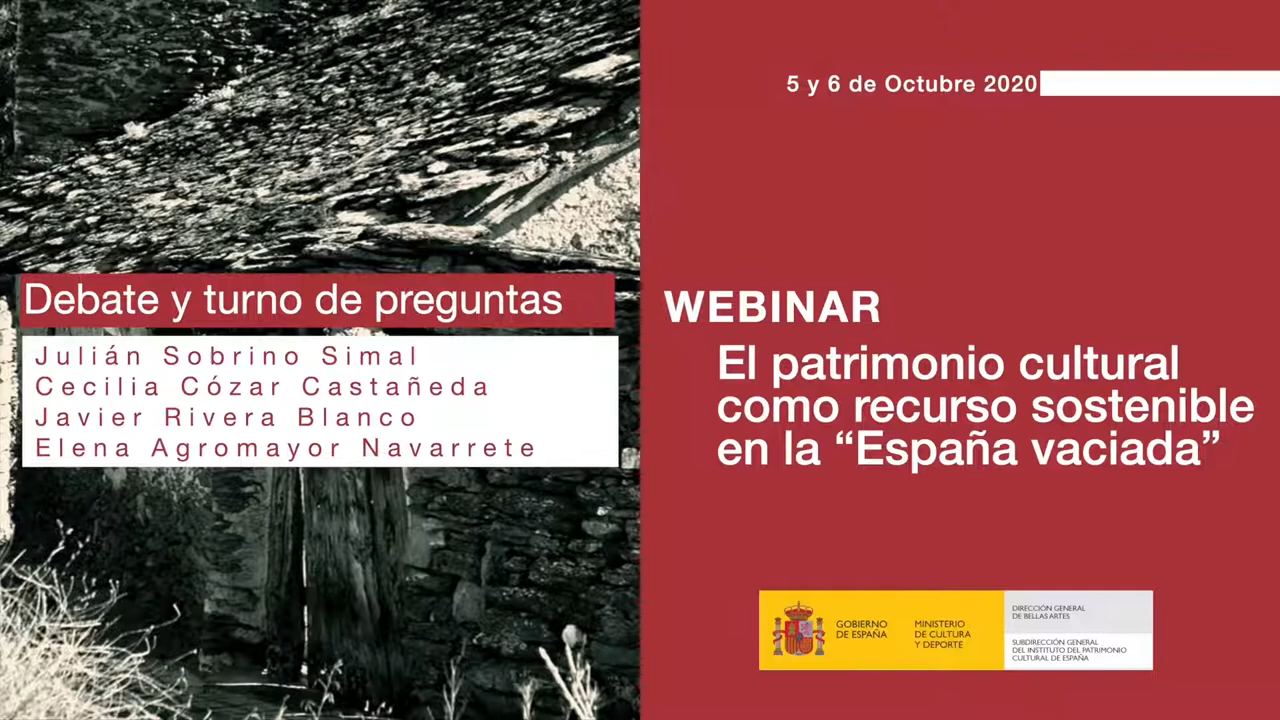 Debate y turno de preguntas
Julián Sobrino Simal
Cecilia Cózar Castañeda
Javier Rivera Blanco
Elena Agromayor Navarrete
5 y 6 de Octubre 2020
WEBINAR
El patrimonio cultural
como recurso sostenible
en la “España vaciada”
GOBIERNO
DE ESPAÑA
MINISTERIO
DE CULTURA
Y DEPORTE
DIRECCIÓN GENERAL
DE BELLAS ARTES
SUBDIRECCIÓN GENERAL
DEL INSTITUTO DEL PATRIMONIO
CULTURAL DE ESPAÑA